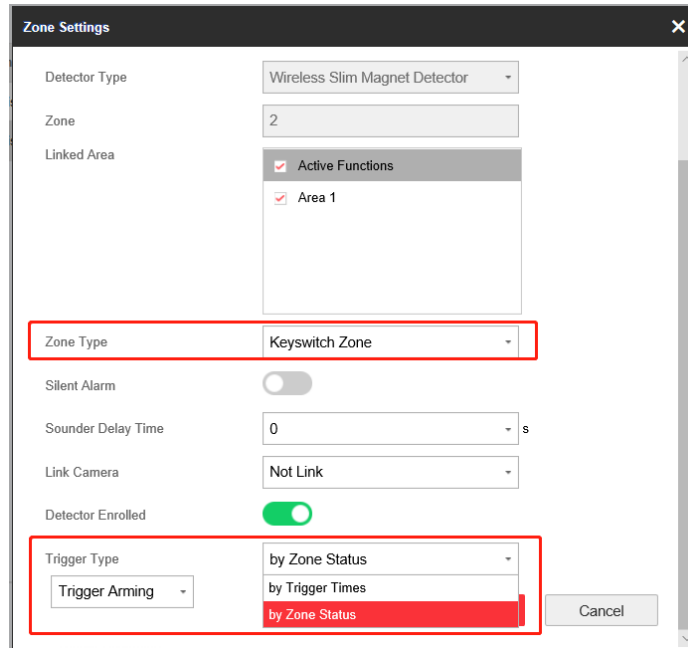 Zone Settings
Detector Type Wireless Slim Magnet Detector
Zone 2
Linked Area
Active Functions
Area 1
Zone Type Keyswitch Zone
Silent Alarm
Sounder Delay Time 0 s
Link Camera Not Link
Detector Enrolled
Trigger Type by Zone Status
Trigger Arming by Trigger Times
by Zone Status
Cancel